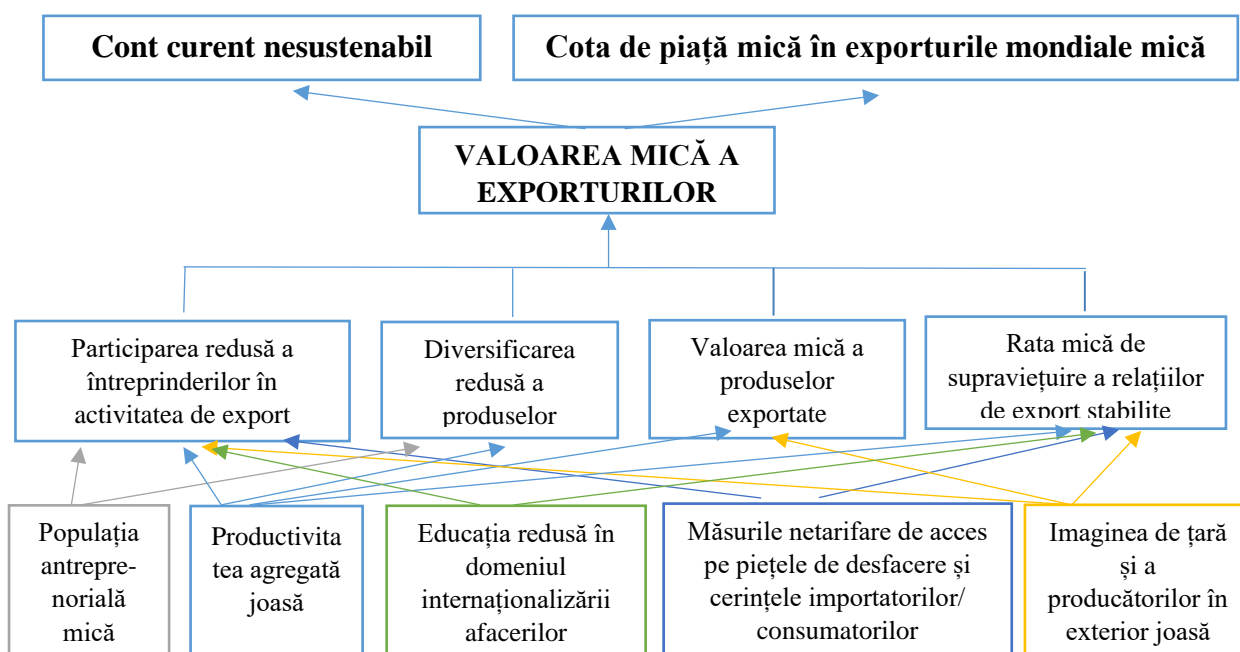 Cont curent nesustenabil
Cota de piață mică în exporturile mondiale mică
VALOAREA MICĂ A
EXPORTURILOR
Participarea redusă a
întreprinderilor în
activitatea de export
Diversificarea
redusă a
produselor
Valoarea mică a
produselor
exportate
Rata mică de
supraviețuire a relațiilor
de export stabilite
Populația
antrepre-
norială
mică
Productivita
tea agregată
joasă
Educația redusă în
domeniul
internaționalizării
afacerilor
Măsurile netarifare de acces
pe piețele de desfacere și
cerințele importatorilor/
consumatorilor
Imaginea de țară
și a
producătorilor în
exterior joasă